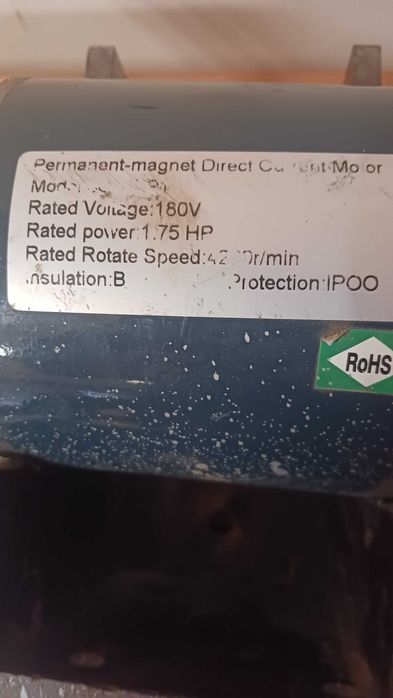 Permanent-magnet Direct Current Motor
Rated Voltage:180V
Rated power:1.75 HP
Rated Rotate Speed:
Insulation:B Protection:IPOO
RoHS